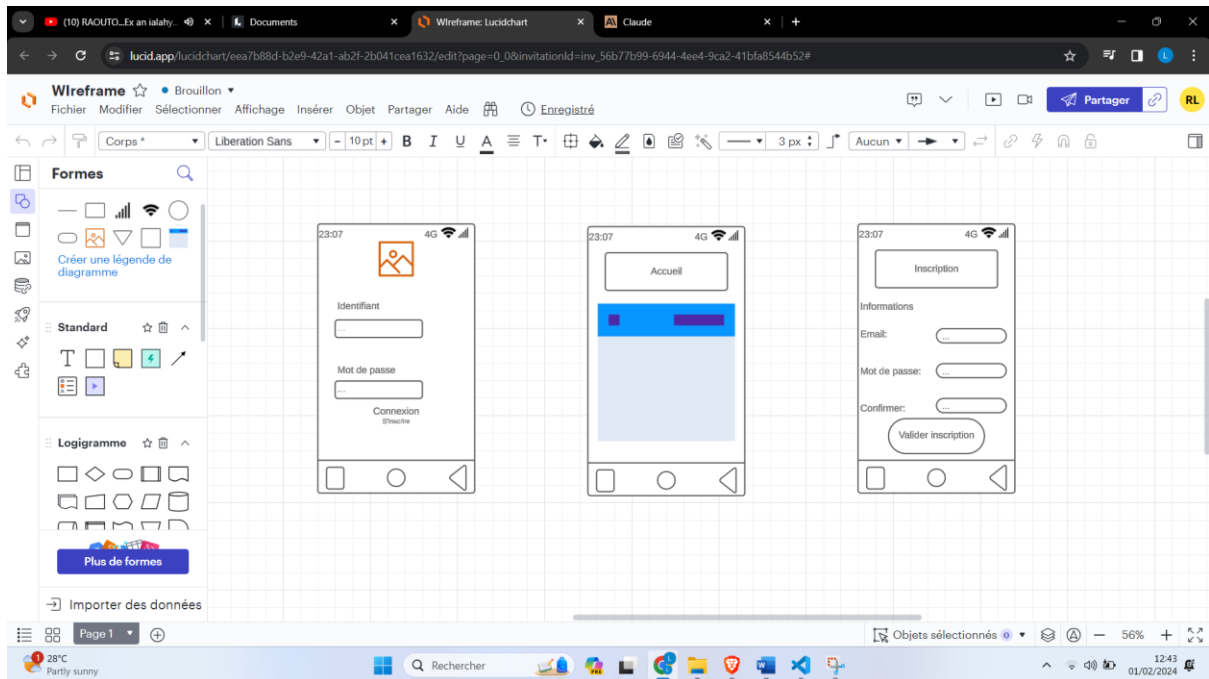 (10) RAOUTO...Ex an ialahy...
Documents
WIreframe: Lucidchart
Claude
lucid.app/lucidchart/eea7b88d-b2e9-42a1-ab2f-2b041cea1632/edit?page=0_0&invitationId=inv_56b77b99-6944-4ee4-9ca2-41bfa8544b52#
WIreframe
Brouillon
Fichier Modifier Sélectionner Affichage Insérer Objet Partager Aide
Enregistré
Partager
RL
Corps *
Liberation Sans
- 10 pt +
B I U A
3 px
Aucun
Formes
Créer une légende de
diagramme
Standard
T
Logigramme
Plus de formes
Importer des données
23:07 4G
Identifiant
...
Mot de passe
...
Connexion
S'inscrire
23:07 4G
Accueil
23:07 4G
Inscription
Informations
Email: ...
Mot de passe: ...
Confirmer: ...
Valider inscription
Page 1
Objets sélectionnés 0
56%
1
28°C
Partly sunny
Rechercher
PRE
12:43
01/02/2024